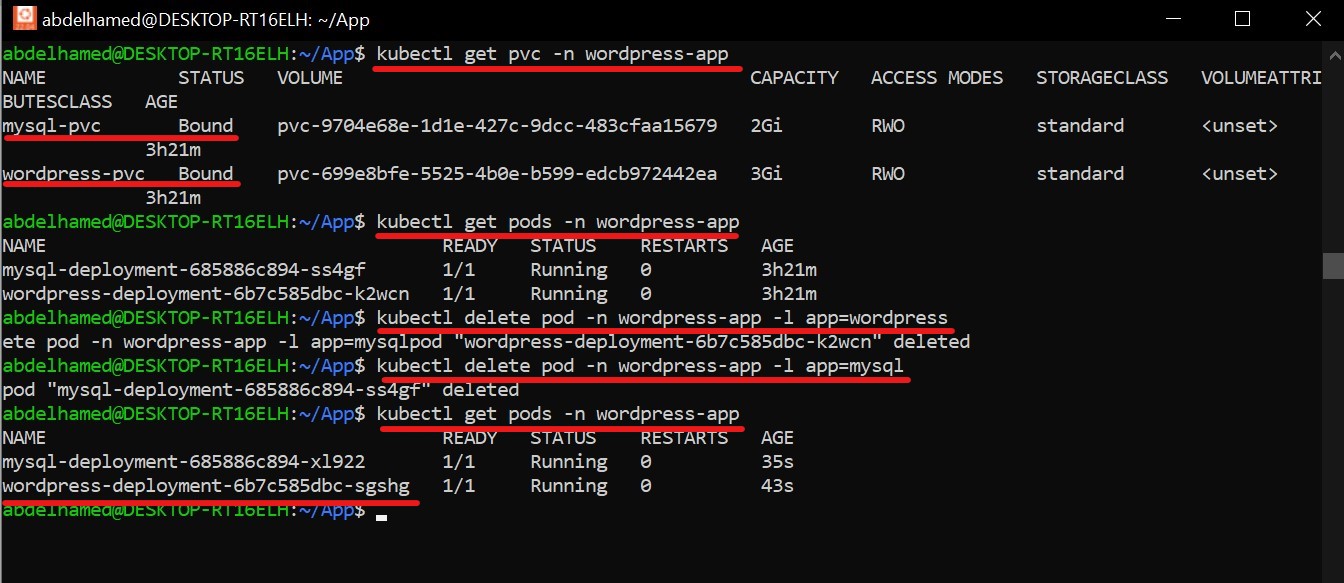 abdelhamed@DESKTOP-RT16ELH: ~/App
abdelhamed@DESKTOP-RT16ELH:~/App$ kubectl get pvc -n wordpress-app
NAME STATUS VOLUME CAPACITY ACCESS MODES STORAGECLASS VOLUMEATTRI
BUTESCLASS AGE
mysql-pvc Bound pvc-9704e68e-1d1e-427c-9dcc-483cfaa15679 2Gi RWO standard <unset>
3h21m
wordpress-pvc Bound pvc-699e8bfe-5525-4b0e-b599-edcb972442ea 3Gi RWO standard <unset>
3h21m
abdelhamed@DESKTOP-RT16ELH:~/App$ kubectl get pods -n wordpress-app
NAME READY STATUS RESTARTS AGE
mysql-deployment-685886c894-ss4gf 1/1 Running 0 3h21m
wordpress-deployment-6b7c585dbc-k2wcn 1/1 Running 0 3h21m
abdelhamed@DESKTOP-RT16ELH:~/App$ kubectl delete pod -n wordpress-app -l app=wordpress
ete pod -n wordpress-app -l app=mysqlpod "wordpress-deployment-6b7c585dbc-k2wcn" deleted
abdelhamed@DESKTOP-RT16ELH:~/App$ kubectl delete pod -n wordpress-app -l app=mysql
pod "mysql-deployment-685886c894-ss4gf" deleted
abdelhamed@DESKTOP-RT16ELH:~/App$ kubectl get pods -n wordpress-app
NAME READY STATUS RESTARTS AGE
mysql-deployment-685886c894-xl922 1/1 Running 0 35s
wordpress-deployment-6b7c585dbc-sgshg 1/1 Running 0 43s
abdelhamed@DESKTOP-RT16ELH:~/App$